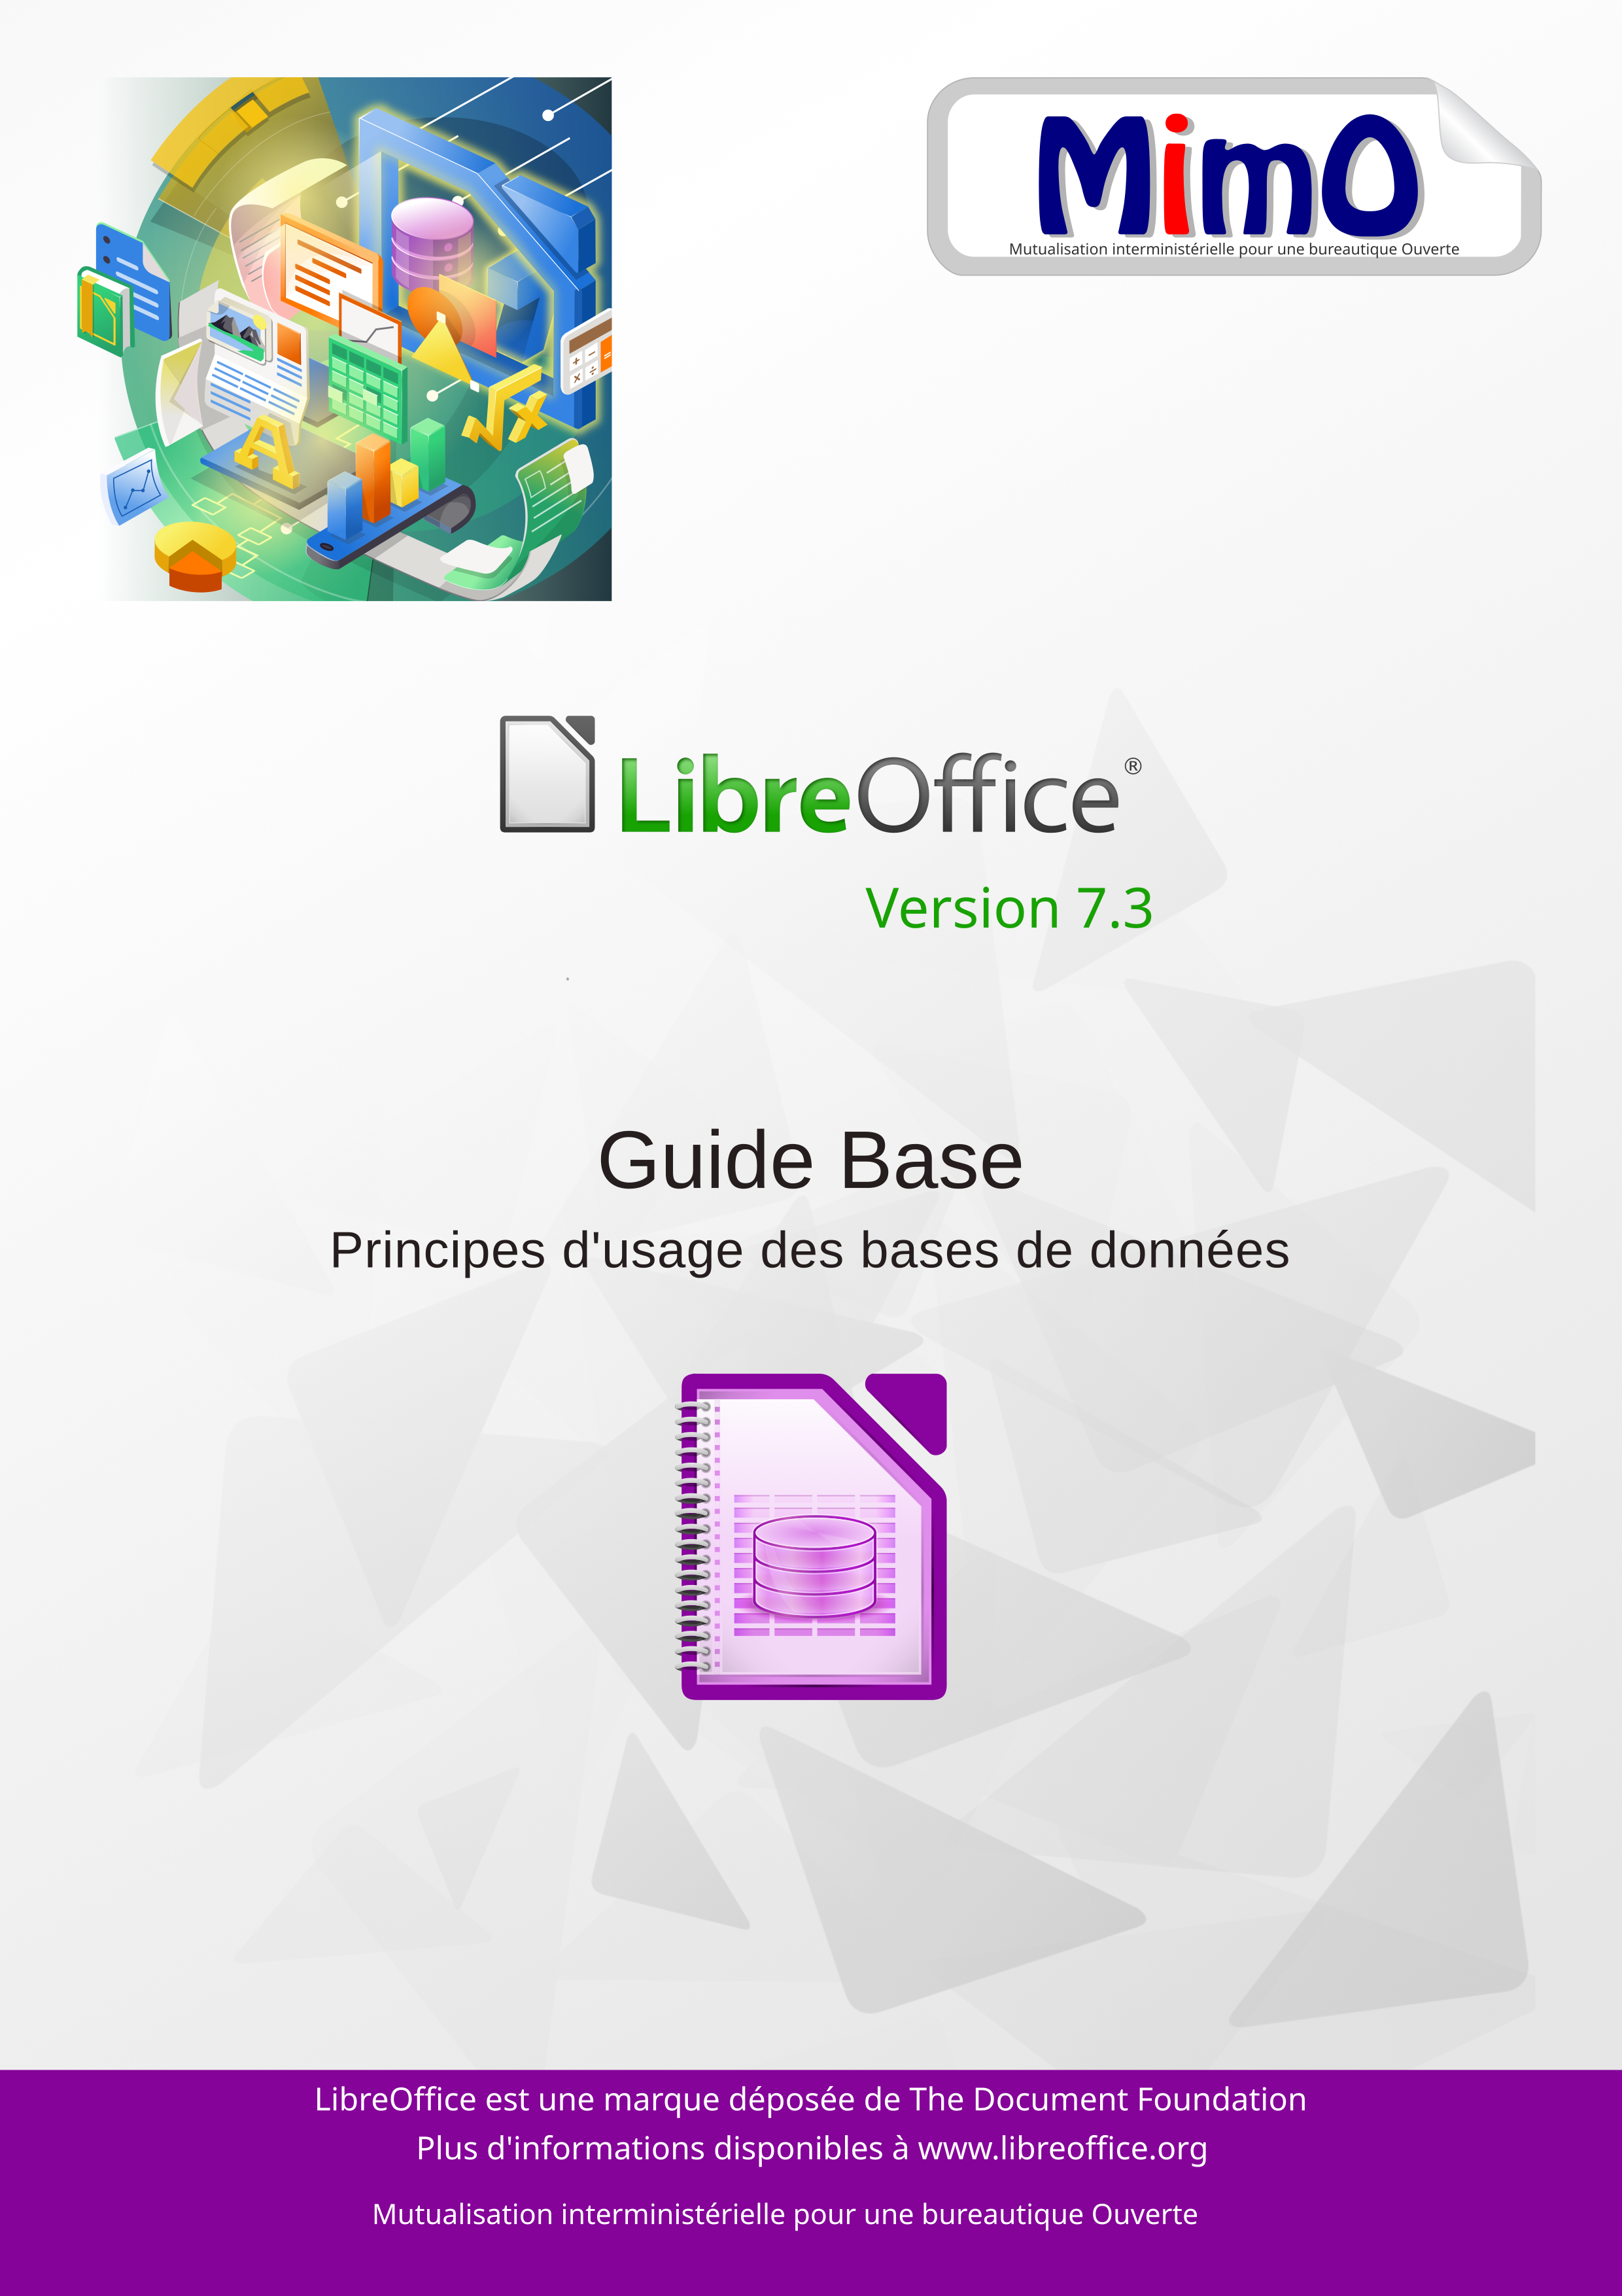 MimO
Mutualisation interministérielle pour une bureautique Ouverte
A
LibreOffice®
Version 7.3
Guide Base
Principes d'usage des bases de données
LibreOffice est une marque déposée de The Document Foundation
Plus d'informations disponibles à www.libreoffice.org
Mutualisation interministérielle pour une bureautique Ouverte